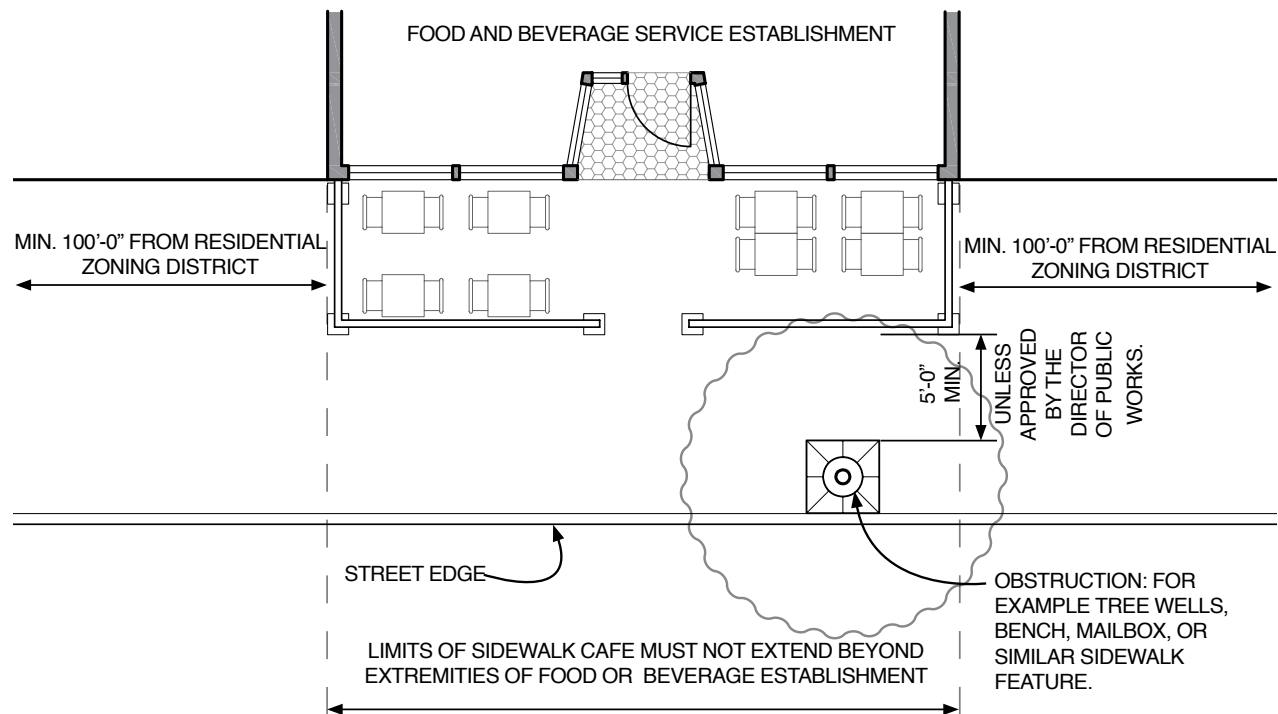 FOOD AND BEVERAGE SERVICE ESTABLISHMENT
MIN. 100’-0” FROM RESIDENTIAL
ZONING DISTRICT
MIN. 100’-0” FROM RESIDENTIAL
ZONING DISTRICT
5’-0”
MIN.
UNLESS
APPROVED
BY THE
DIRECTOR
OF PUBLIC
WORKS.
STREET EDGE
OBSTRUCTION: FOR
EXAMPLE TREE WELLS,
BENCH, MAILBOX, OR
SIMILAR SIDEWALK
FEATURE.
LIMITS OF SIDEWALK CAFE MUST NOT EXTEND BEYOND
EXTREMITIES OF FOOD OR BEVERAGE ESTABLISHMENT